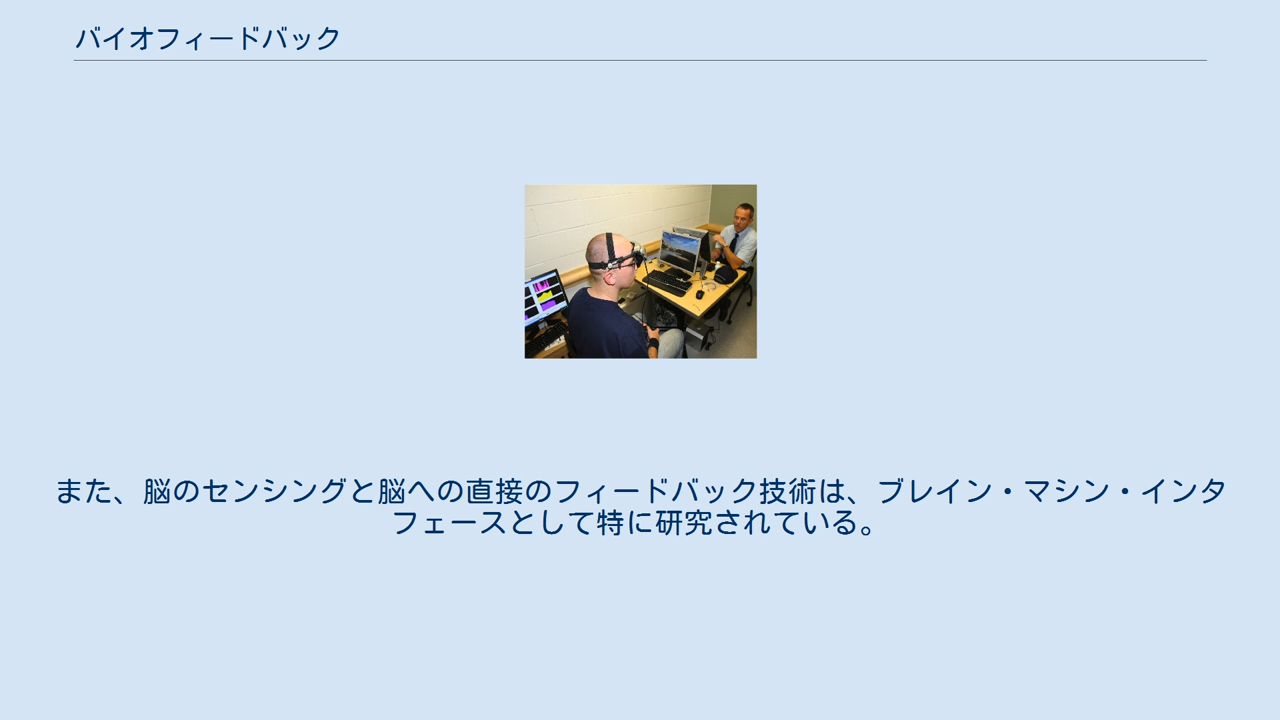 バイオフィードバック
また、脳のセンシングと脳への直接のフィードバック技術は、ブレイン・マシン・インタ
フェースとして特に研究されている。